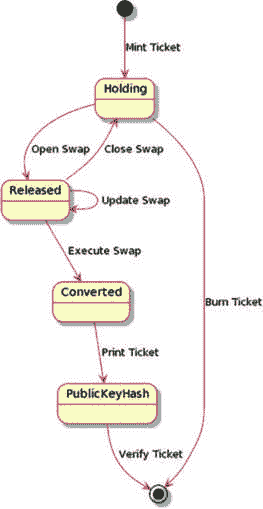 Mint Ticket
Holding
Open Swap
Close Swap
Released
Update Swap
Execute Swap
Converted
Burn Ticket
Print Ticket
PublicKeyHash
Verify Ticket